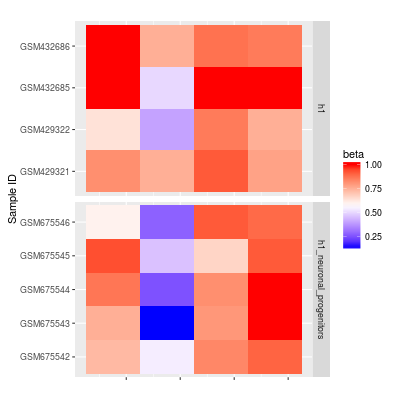 GSM432686
GSM432685
GSM429322
GSM429321
h1
GSM675546
GSM675545
GSM675544
GSM675543
GSM675542
h1_neuronal_progenitors
Sample ID
beta
1.00
0.75
0.50
0.25